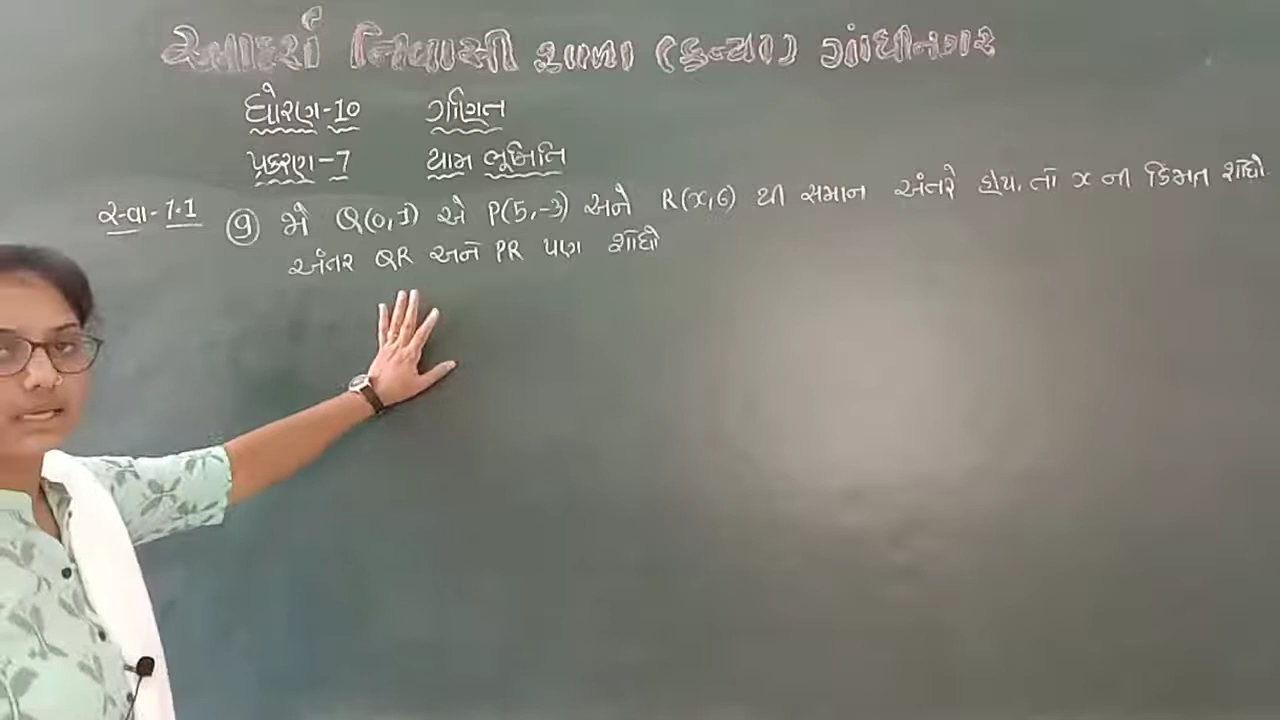 આદર્શ નિવાસી શાળા (કન્યા) ગાંધીનગર
ધોરણ-10 ગણિત
પ્રકરણ-7 યામ ભૂમિતિ
સ્વા-7.1 ⑨ જો Q(0,1) એ P(5,-3) અને R(x,6) થી સમાન અંતરે હોય, તો x ની કિંમત શોધો.
અંતર QR અને PR પણ શોધો